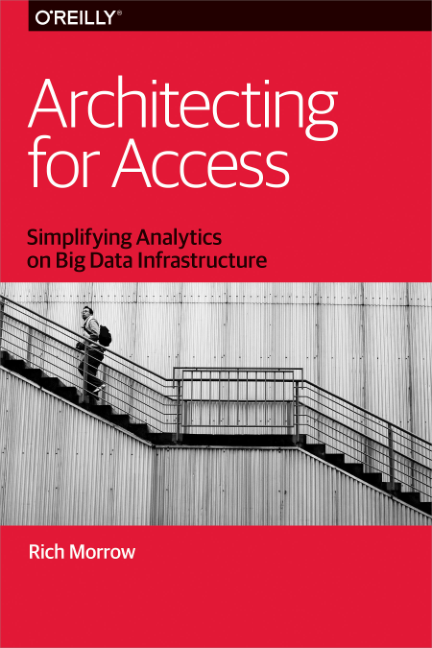 O'REILLY®
Architecting
for Access
Simplifying Analytics
on Big Data Infrastructure
Rich Morrow